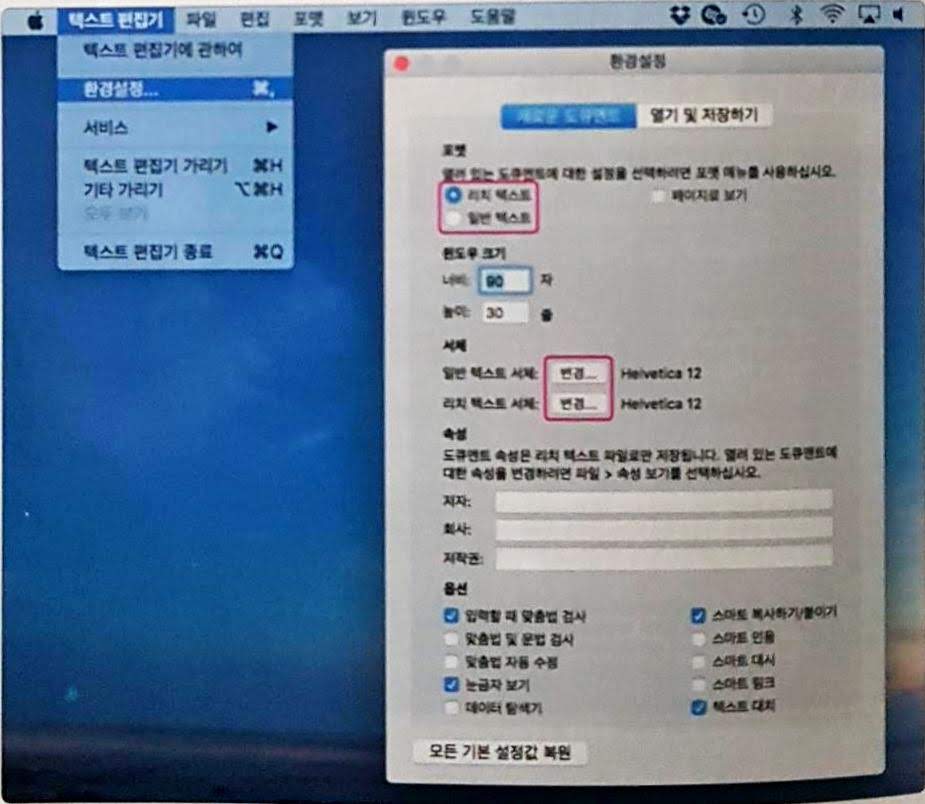 텍스트 편집기 파일 편집 포맷 보기 윈도우 도움말
텍스트 편집기에 관하여
환경설정... ⌘,
서비스 ▶
텍스트 편집기 가리기 ⌘H
기타 가리기 ⌥⌘H
모두 보기
텍스트 편집기 종료 ⌘Q
환경설정
새로운 도큐멘트 열기 및 저장하기
포맷
열려 있는 도큐멘트에 대한 설정을 선택하려면 포맷 메뉴를 사용하십시오.
리치 텍스트 페이지로 보기
일반 텍스트
윈도우 크기
너비: 90 자
높이: 30 줄
서체
일반 텍스트 서체: 변경... Helvetica 12
리치 텍스트 서체: 변경... Helvetica 12
속성
도큐멘트 속성은 리치 텍스트 파일로만 저장됩니다. 열려 있는 도큐멘트에
대한 속성을 변경하려면 파일 > 속성 보기를 선택하십시오.
저자:
회사:
저작권:
옵션
입력할 때 맞춤법 검사 스마트 복사하기/붙이기
맞춤법 및 문법 검사 스마트 인용
맞춤법 자동 수정 스마트 대시
눈금자 보기 스마트 링크
데이터 탐색기 텍스트 대치
모든 기본 설정값 복원